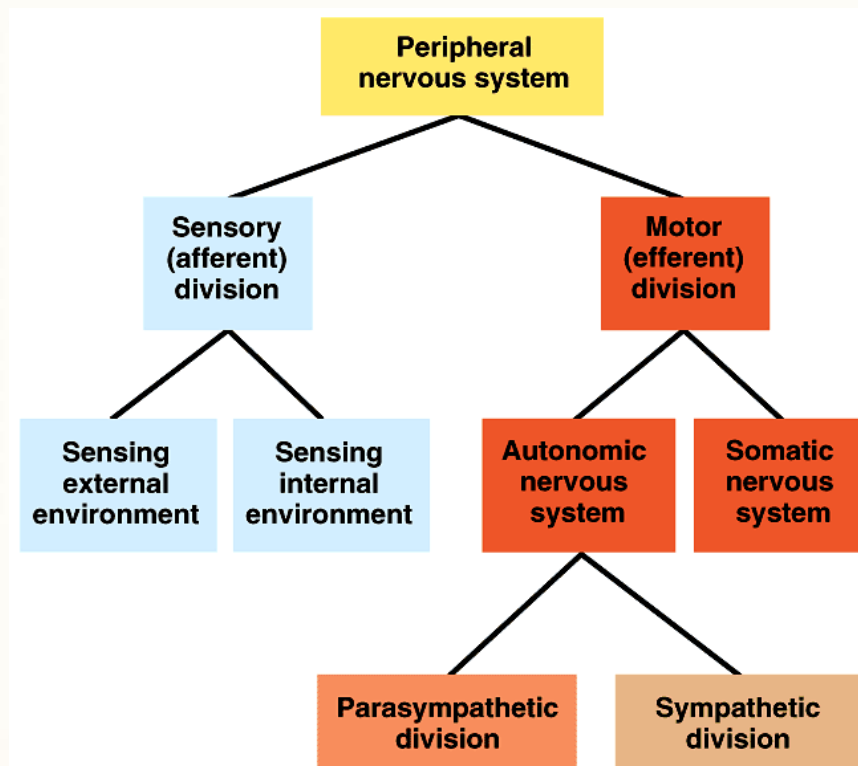 Peripheral
nervous system
Sensory
(afferent)
division
Motor
(efferent)
division
Sensing
external
environment
Sensing
internal
environment
Autonomic
nervous
system
Somatic
nervous
system
Parasympathetic
division
Sympathetic
division